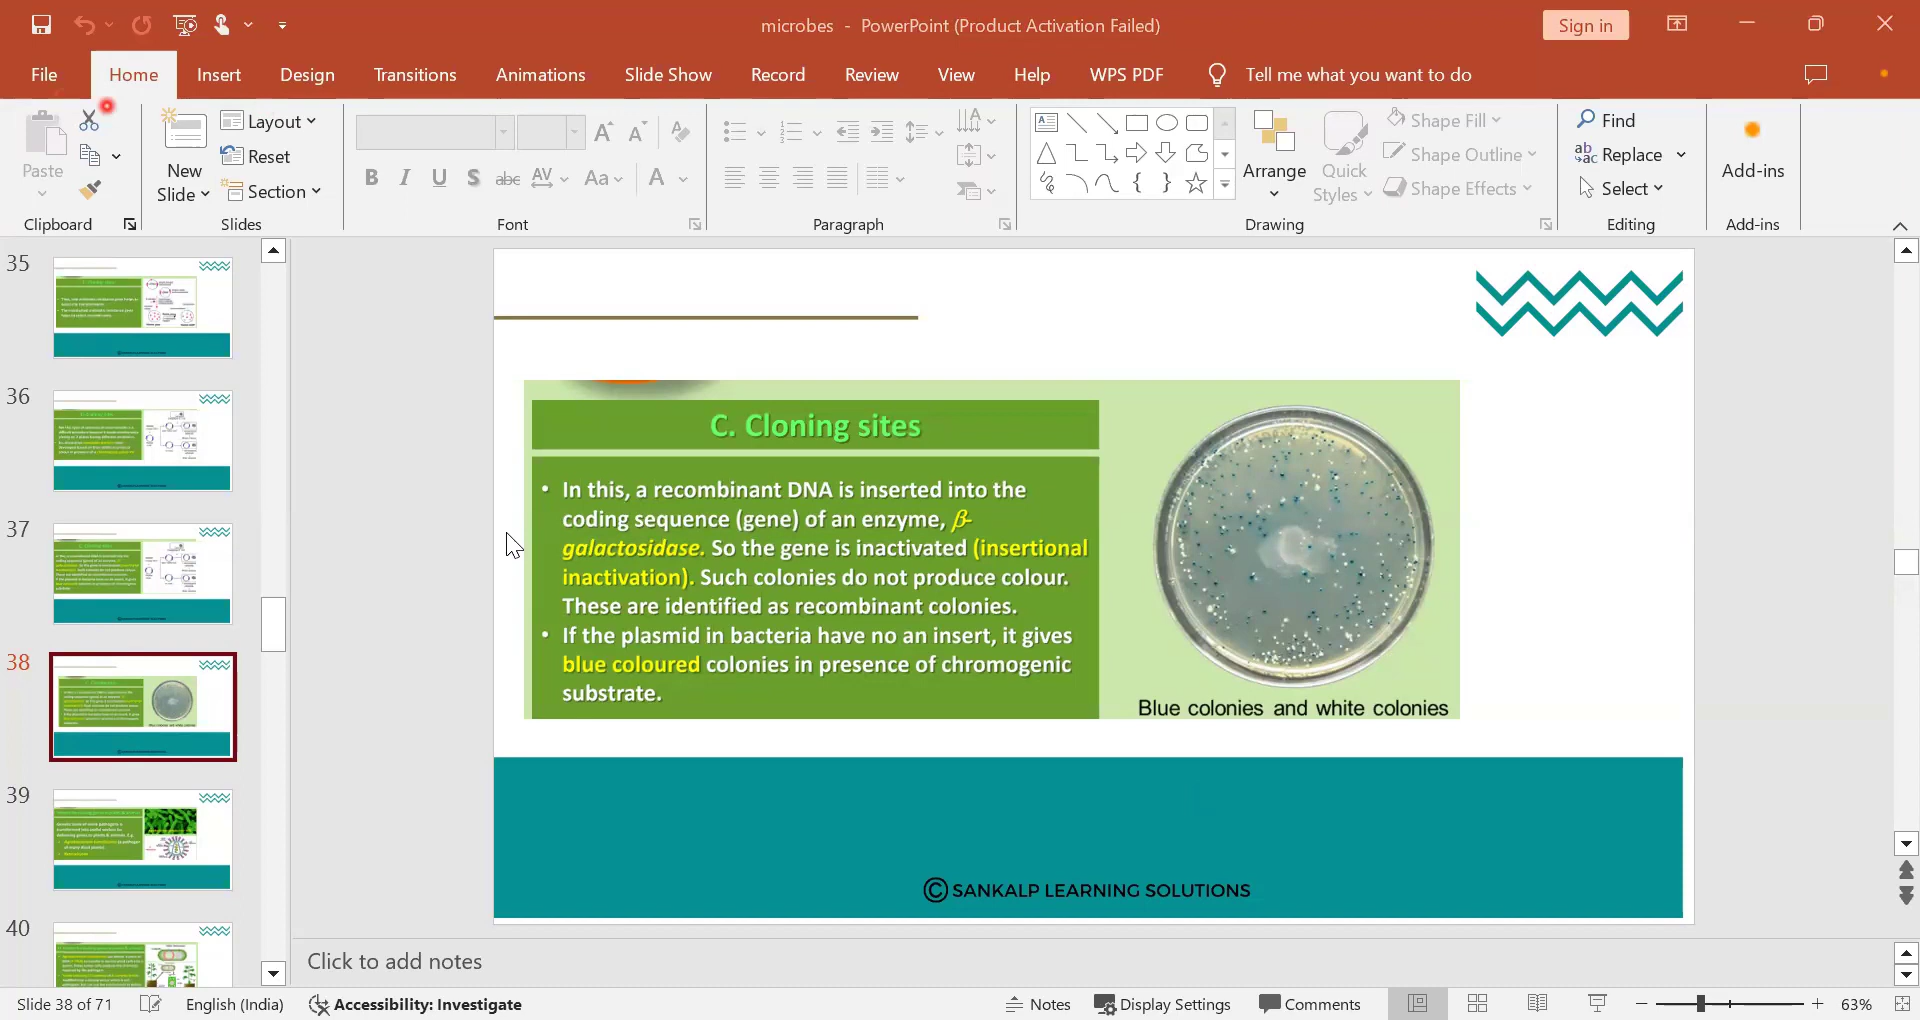 microbes - PowerPoint (Product Activation Failed)
Sign in
File Home Insert Design Transitions Animations Slide Show Record Review View Help WPS PDF Tell me what you want to do
Paste
New Slide
Layout
Reset
Section
B I U S abc AV Aa A
Arrange
Quick Styles
Shape Fill
Shape Outline
Shape Effects
Find
Replace
Select
Add-ins
Clipboard Slides Font Paragraph Drawing Editing Add-ins
35
36
37
38
39
40
C. Cloning sites
• In this, a recombinant DNA is inserted into the
coding sequence (gene) of an enzyme, β-
galactosidase. So the gene is inactivated (insertional
inactivation). Such colonies do not produce colour.
These are identified as recombinant colonies.
• If the plasmid in bacteria have no an insert, it gives
blue coloured colonies in presence of chromogenic
substrate.
Blue colonies and white colonies
© SANKALP LEARNING SOLUTIONS
Click to add notes
Slide 38 of 71 English (India) Accessibility: Investigate Notes Display Settings Comments 63%